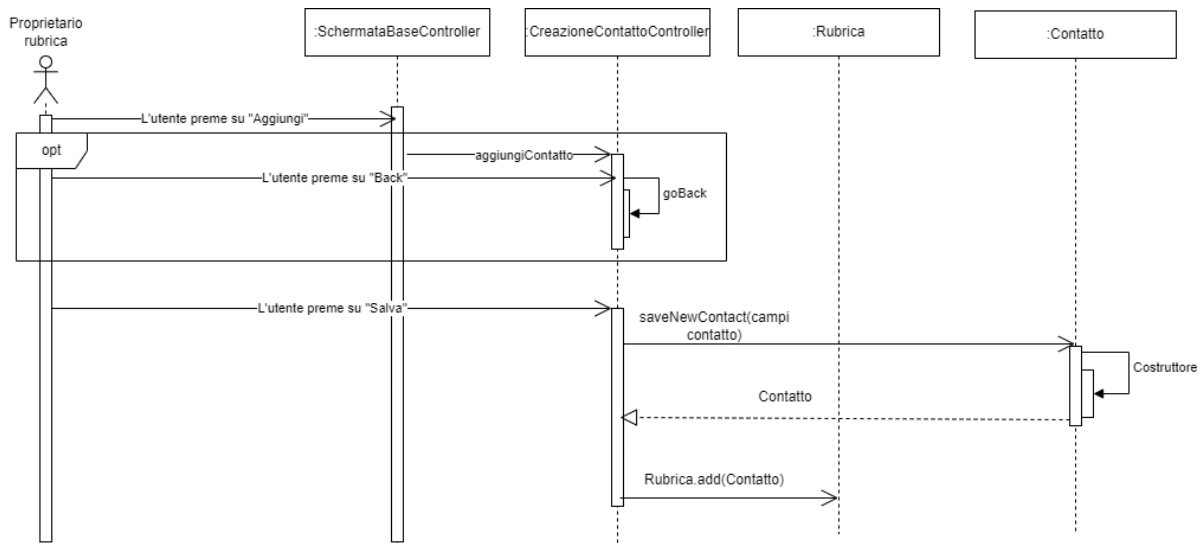 Proprietario
rubrica
:SchermataBaseController
:CreazioneContattoController
:Rubrica
:Contatto
L'utente preme su "Aggiungi"
opt
aggiungiContatto
L'utente preme su "Back"
goBack
L'utente preme su "Salva"
saveNewContact(campi
contatto)
Costruttore
Contatto
Rubrica.add(Contatto)